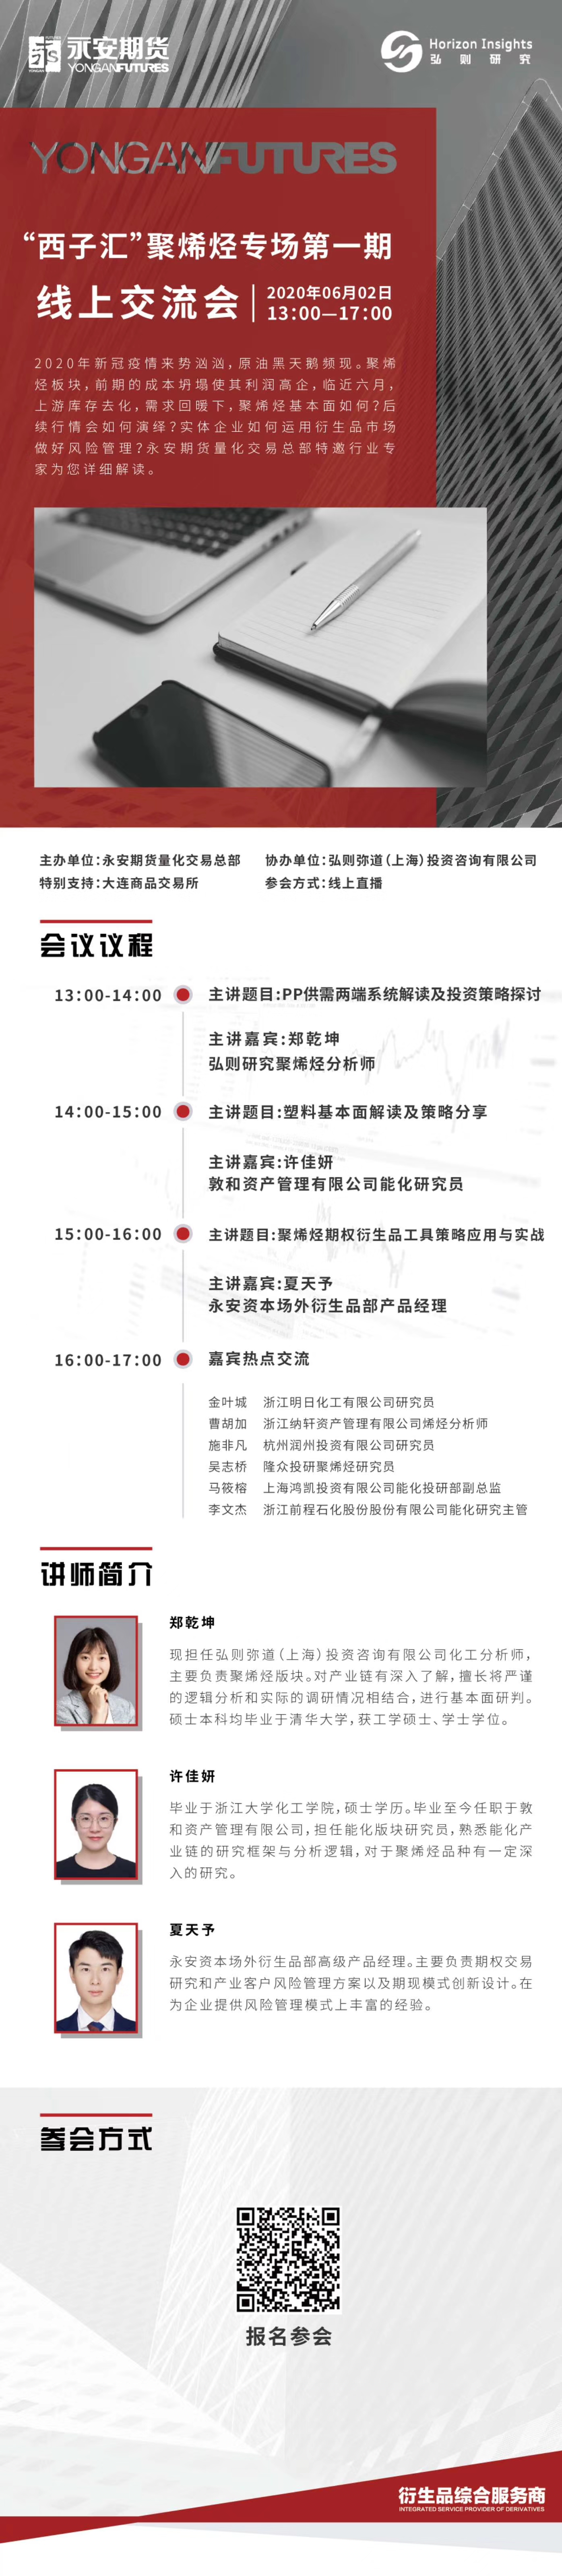 永安期货
YONGANFUTURES
Horizon Insights
弘则研究
YONGANFUTURES
“西子汇”聚烯烃专场第一期
线上交流会
2020年06月02日
13:00—17:00
2020年新冠疫情来势汹汹,原油黑天鹅频现。聚烯
烃板块,前期的成本坍塌使其利润高企,临近六月,
上游库存去化,需求回暖下,聚烯烃基本面如何?后
续行情会如何演绎?实体企业如何运用衍生品市场
做好风险管理?永安期货量化交易总部特邀行业专
家为您详细解读。
主办单位:永安期货量化交易总部
协办单位:弘则弥道(上海)投资咨询有限公司
特别支持:大连商品交易所
参会方式:线上直播
会议议程
13:00-14:00
主讲题目:PP供需两端系统解读及投资策略探讨
主讲嘉宾:郑乾坤
弘则研究聚烯烃分析师
14:00-15:00
主讲题目:塑料基本面解读及策略分享
主讲嘉宾:许佳妍
敦和资产管理有限公司能化研究员
15:00-16:00
主讲题目:聚烯烃期权衍生品工具策略应用与实战
主讲嘉宾:夏天予
永安资本场外衍生品部产品经理
16:00-17:00
嘉宾热点交流
金叶城 浙江明日化工有限公司研究员
曹胡加 浙江纳轩资产管理有限公司烯烃分析师
施非凡 杭州润州投资有限公司研究员
吴志桥 隆众投研聚烯烃研究员
马筱榕 上海鸿凯投资有限公司能化投研部副总监
李文杰 浙江前程石化股份股份有限公司能化研究主管
讲师简介
郑乾坤
现担任弘则弥道(上海)投资咨询有限公司化工分析师,
主要负责聚烯烃版块。对产业链有深入了解,擅长将严谨
的逻辑分析和实际的调研情况相结合,进行基本面研判。
硕士本科均毕业于清华大学,获工学硕士、学士学位。
许佳妍
毕业于浙江大学化工学院,硕士学历。毕业至今任职于敦
和资产管理有限公司,担任能化版块研究员,熟悉能化产
业链的研究框架与分析逻辑,对于聚烯烃品种有一定深
入的研究。
夏天予
永安资本场外衍生品部高级产品经理。主要负责期权交易
研究和产业客户风险管理方案以及期现模式创新设计。在
为企业提供风险管理模式上丰富的经验。
参会方式
报名参会
衍生品综合服务商
INTEGRATED SERVICE PROVIDER OF DERIVATIVES